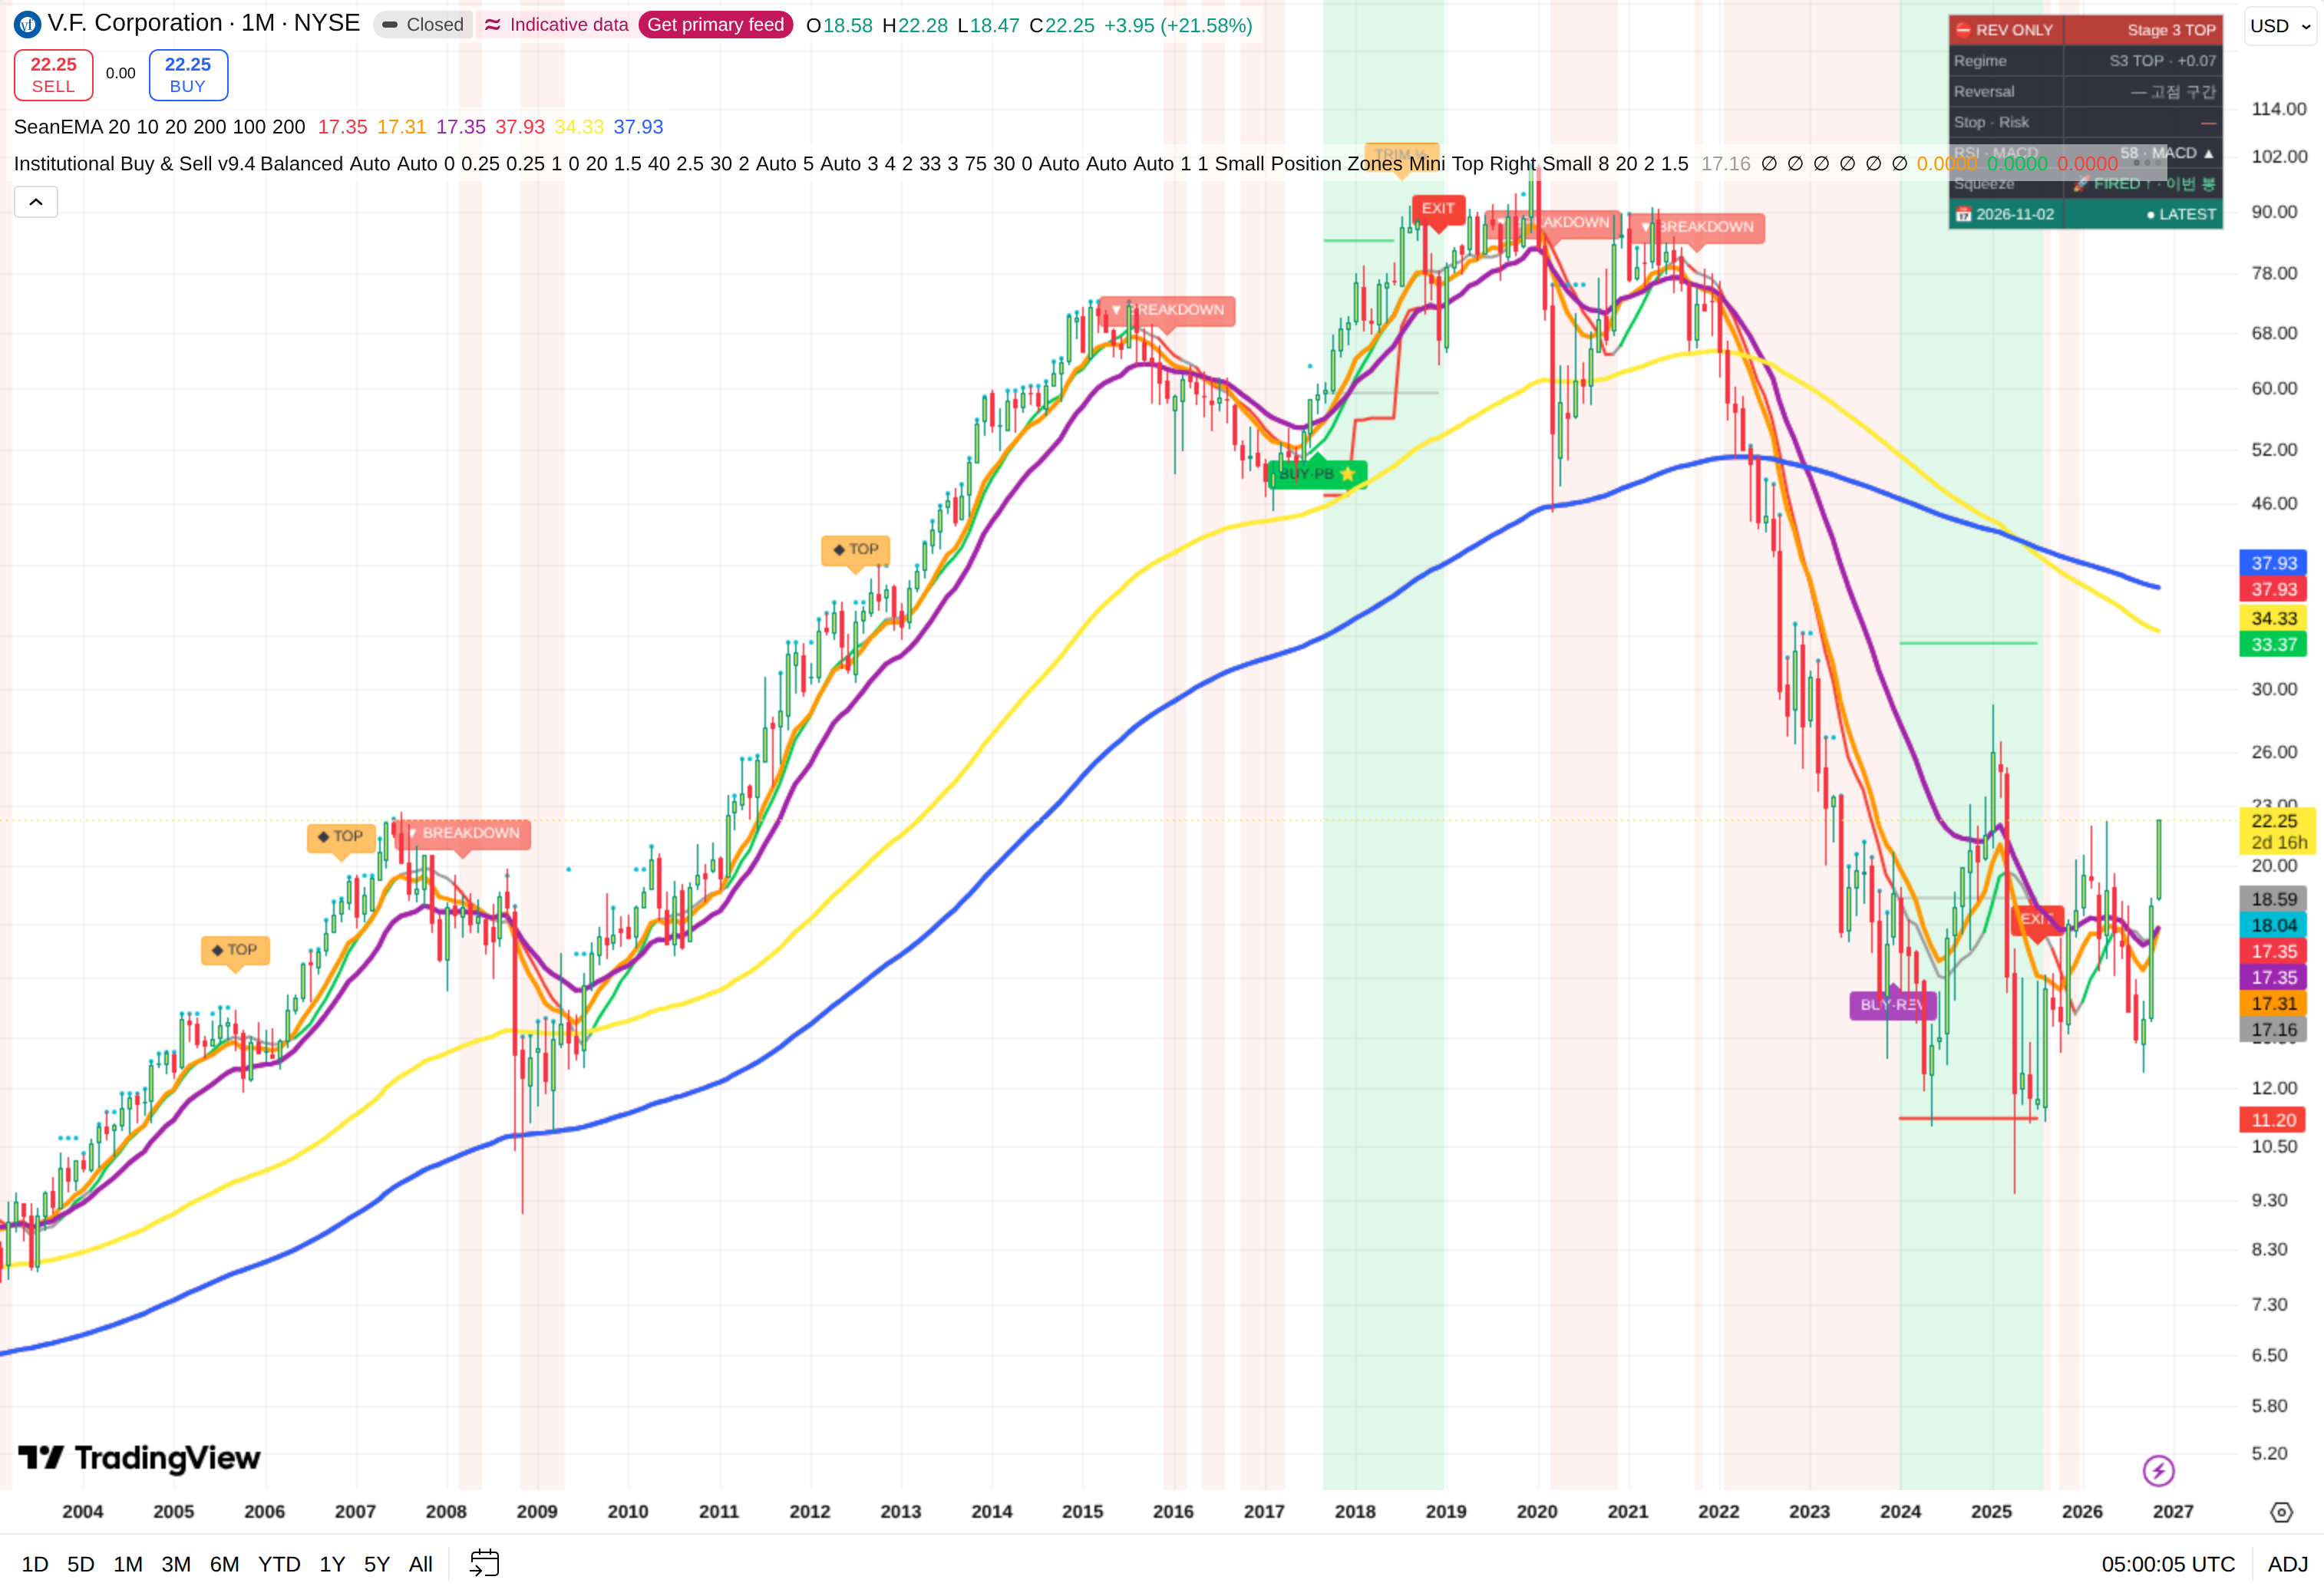 V.F. Corporation · 1M · NYSE Closed Indicative data Get primary feed O18.58 H22.28 L18.47 C22.25 +3.95 (+21.58%)
USD
22.25 SELL
0.00
22.25 BUY
SeanEMA 20 10 20 200 100 200 17.35 17.31 17.35 37.93 34.33 37.93
Institutional Buy & Sell v9.4 Balanced Auto Auto 0 0.25 0.25 1 0 20 1.5 40 2.5 30 2 Auto 5 Auto 3 4 2 33 3 75 30 0 Auto Auto Auto 1 1 Small Position Zones Mini Top Right Small 8 20 2 1.5 17.16 ∅ ∅ ∅ ∅ ∅ ∅ 0.0000 0.0000 0.0000
⛔ REV ONLY Stage 3 TOP
Regime S3 TOP · +0.07
Reversal — 고점 구간
Stop · Risk —
RSI · MACD 58 · MACD ▲
Squeeze 🚀 FIRED ↑ · 이번 봉
📅 2026-11-02 ● LATEST
TRIM
EXIT
BREAKDOWN
▼ BREAKDOWN
▼ BREAKDOWN
BUY-PB ⭐
◆ TOP
◆ TOP
▼ BREAKDOWN
◆ TOP
EXIT
BUY-REV
114.00
102.00
90.00
78.00
68.00
60.00
52.00
46.00
37.93
37.93
34.33
33.37
30.00
26.00
23.00
22.25
2d 16h
20.00
18.59
18.04
17.35
17.35
17.31
17.16
12.00
11.20
10.50
9.30
8.30
7.30
6.50
5.80
5.20
TradingView
2004 2005 2006 2007 2008 2009 2010 2011 2012 2013 2014 2015 2016 2017 2018 2019 2020 2021 2022 2023 2024 2025 2026 2027
1D 5D 1M 3M 6M YTD 1Y 5Y All
05:00:05 UTC ADJ